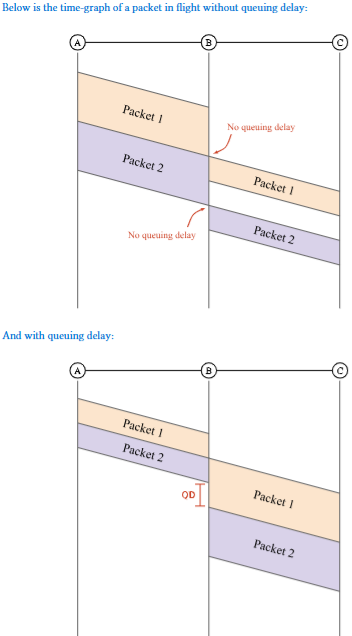 Below is the time-graph of a packet in flight without queuing delay:
A B C
Packet 1
No queuing delay
Packet 2
Packet 1
Packet 2
No queuing delay
And with queuing delay:
A B C
Packet 1
Packet 2
QD
Packet 1
Packet 2